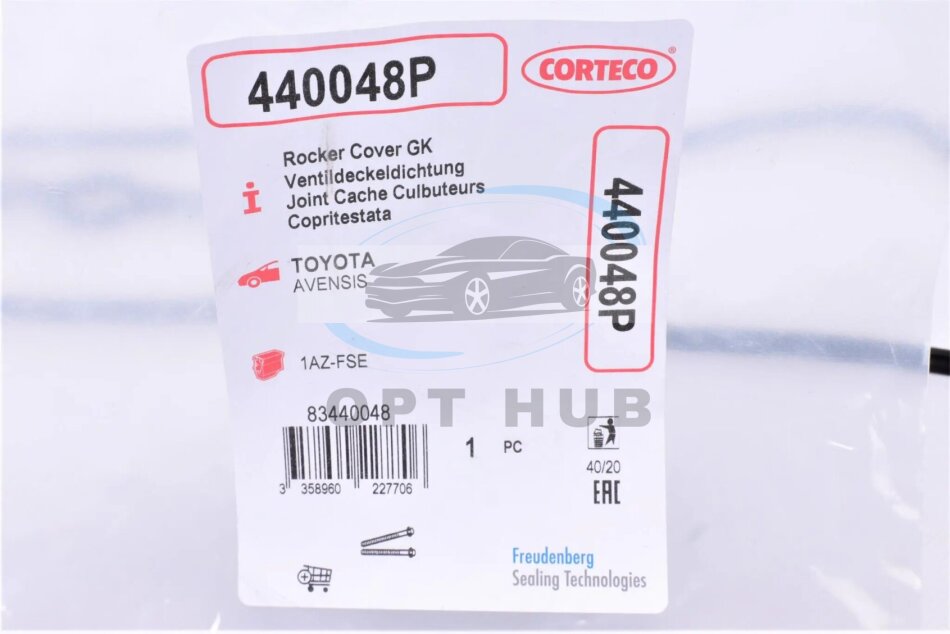 440048P
CORTECO®
Rocker Cover GK
Ventildeckeldichtung
Joint Cache Culbuteurs
Copritestata
440048P
TOYOTA
AVENSIS
1AZ-FSE
OPT HUB
83440048
1 PC
3 358960 227706
40/20
EAC
Freudenberg
Sealing Technologies